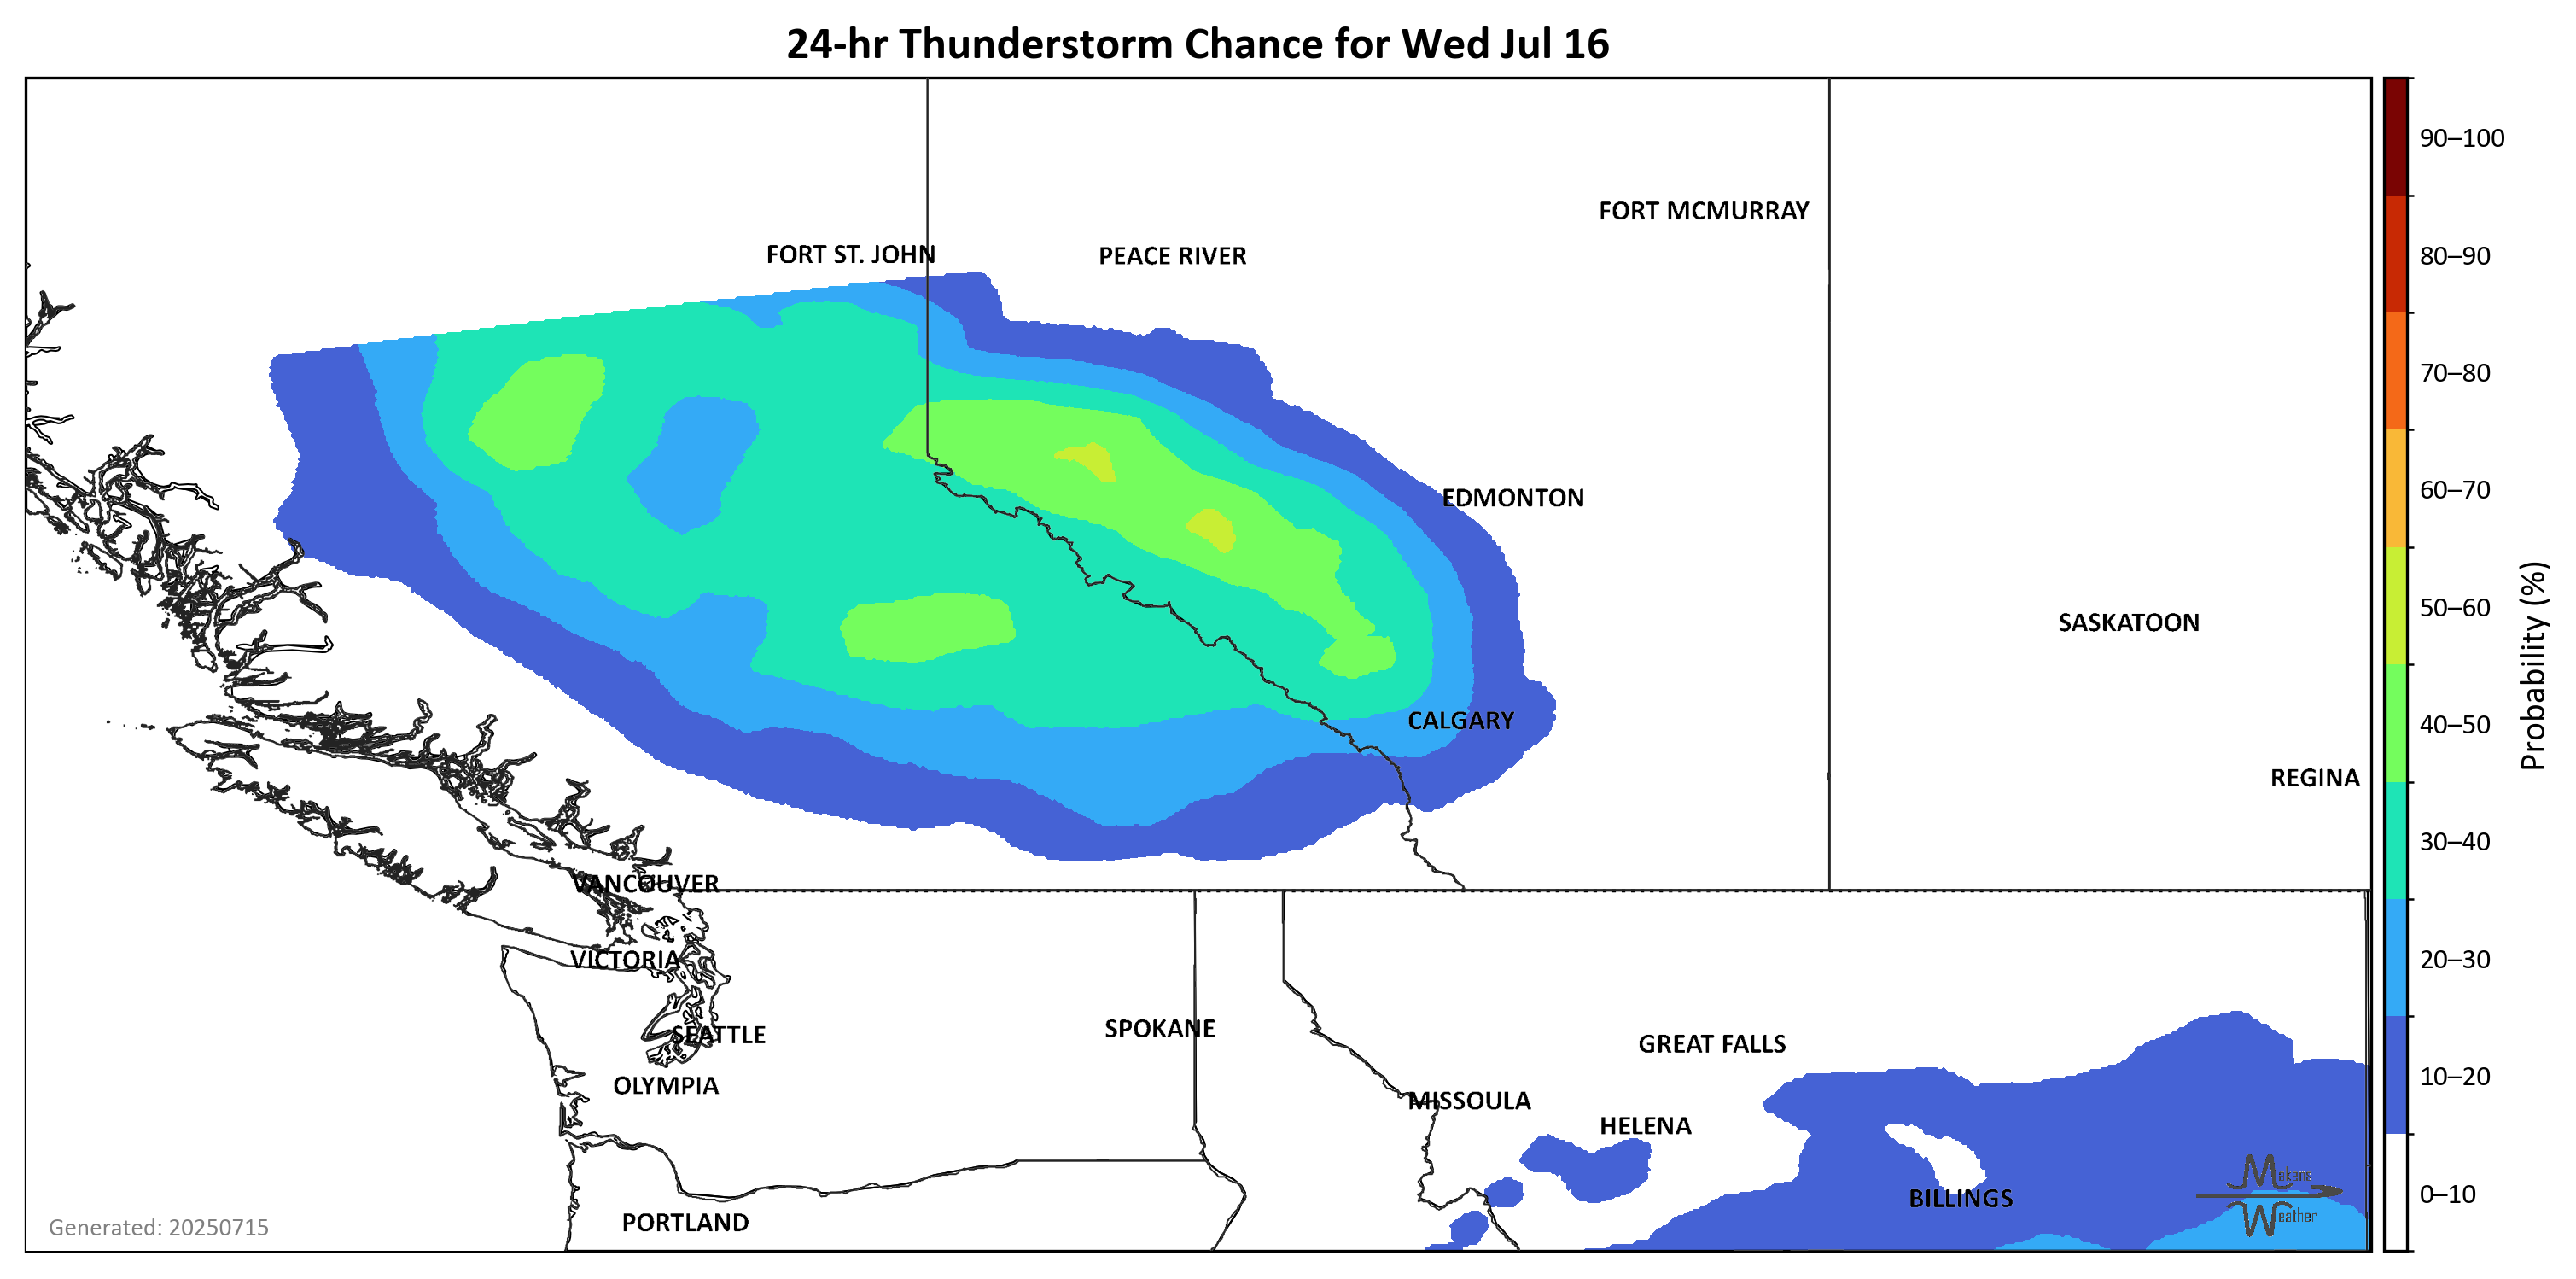 24-hr Thunderstorm Chance for Wed Jul 16
90–100
FORT MCMURRAY
FORT ST. JOHN
PEACE RIVER
80–90
70–80
60–70
EDMONTON
50–60
SASKATOON
Probability (%)
CALGARY
40–50
REGINA
30–40
VANCOUVER
VICTORIA
20–30
SPOKANE
SEATTLE
GREAT FALLS
OLYMPIA
10–20
MISSOULA
HELENA
Mekens
Weather
0–10
BILLINGS
PORTLAND
Generated: 20250715